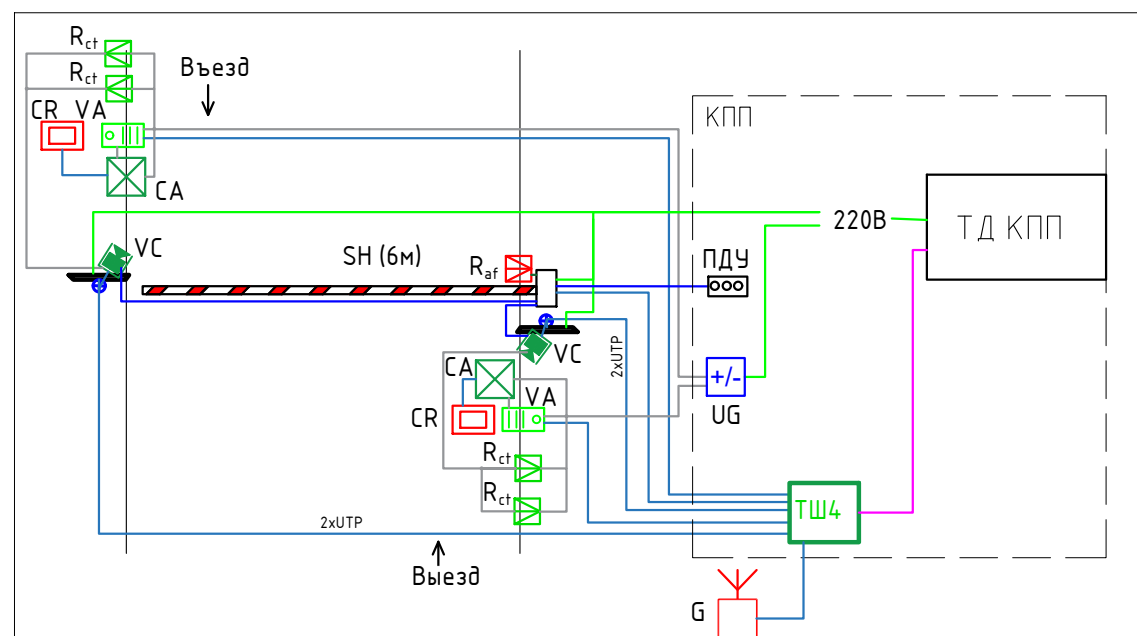 Rct
Rct
Въезд
CR VA
CA
КПП
VC
SH (6м)
Raf
220В
ТД КПП
ПДУ
VC
2xUTP
CA
VA
CR
+/-
UG
Rct
Rct
ТШ4
2xUTP
Выезд
G